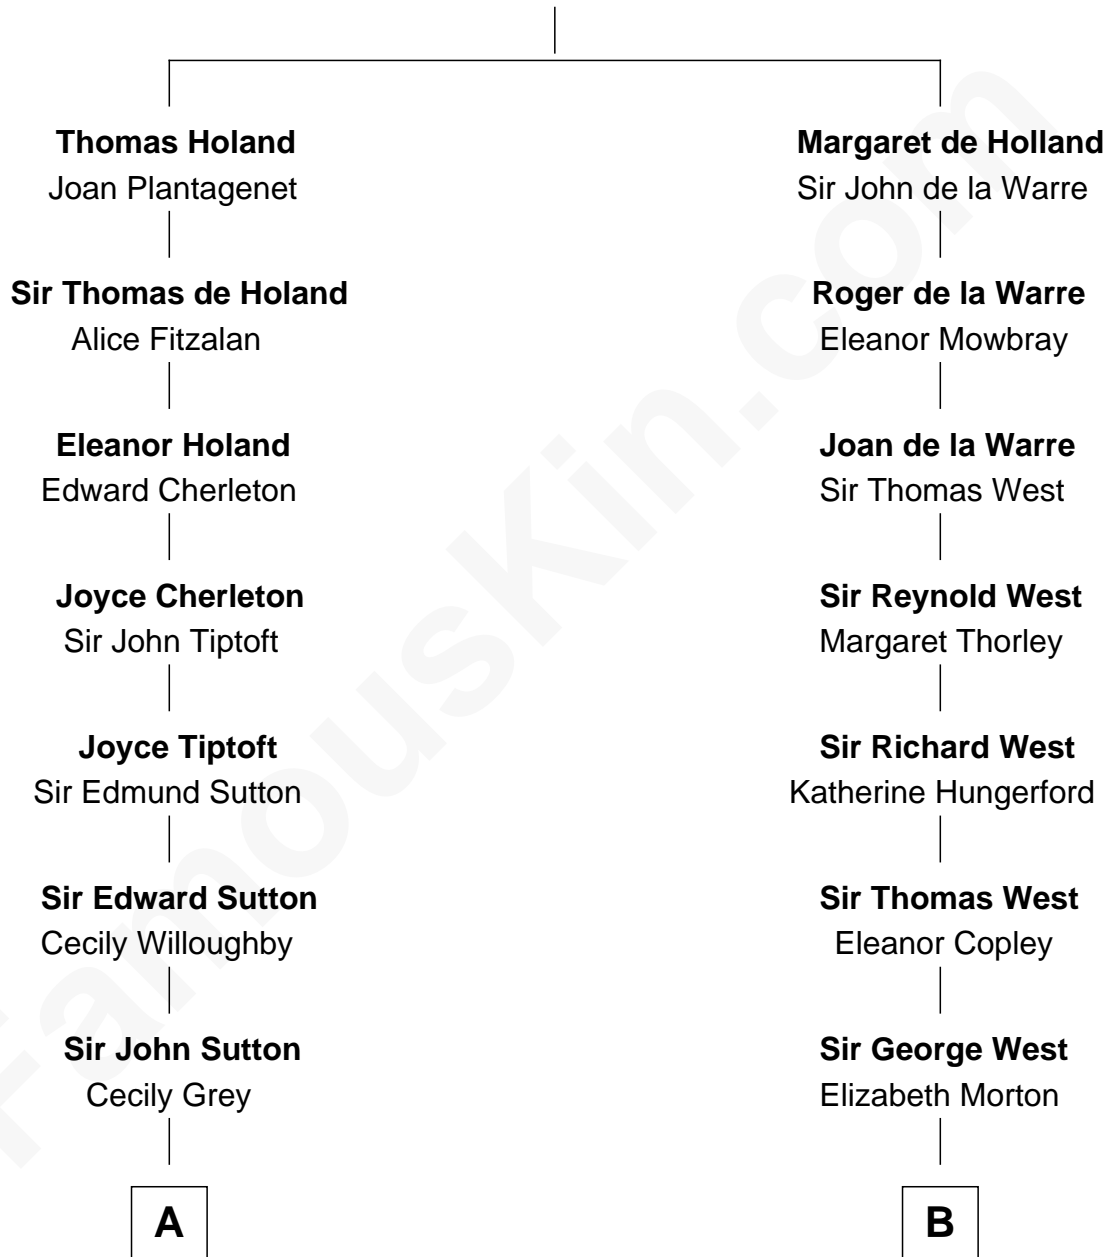 Thomas Holand
Joan Plantagenet
Sir Thomas de Holand
Alice Fitzalan
Eleanor Holand
Edward Cherleton
Joyce Cherleton
Sir John Tiptoft
Joyce Tiptoft
Sir Edmund Sutton
Sir Edward Sutton
Cecily Willoughby
Sir John Sutton
Cecily Grey
A
Margaret de Holland
Sir John de la Warre
Roger de la Warre
Eleanor Mowbray
Joan de la Warre
Sir Thomas West
Sir Reynold West
Margaret Thorley
Sir Richard West
Katherine Hungerford
Sir Thomas West
Eleanor Copley
Sir George West
Elizabeth Morton
B
FamousKin.com